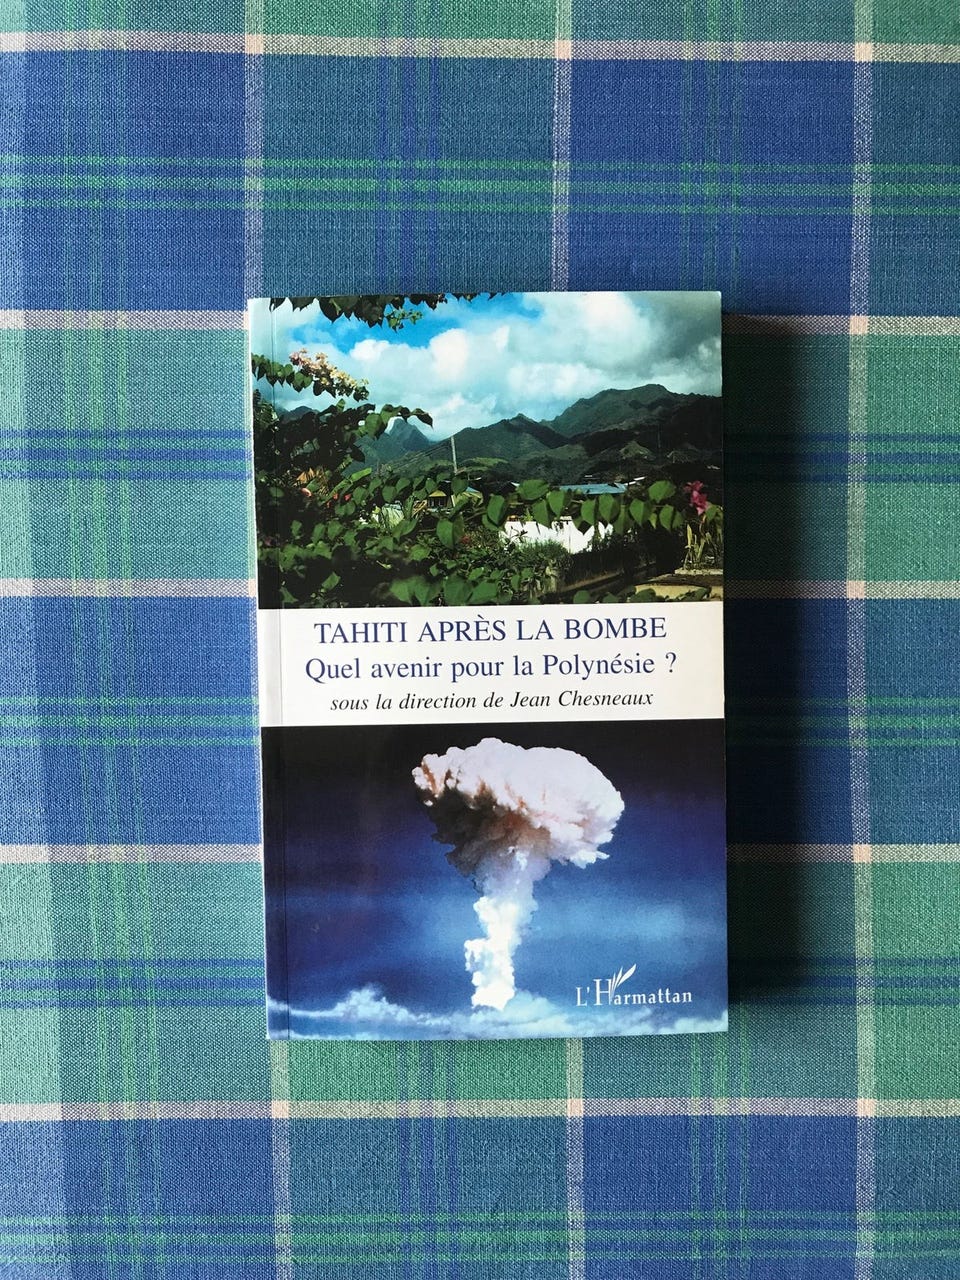 TAHITI APRÈS LA BOMBE
Quel avenir pour la Polynésie ?
sous la direction de Jean Chesneaux
L'Harmattan